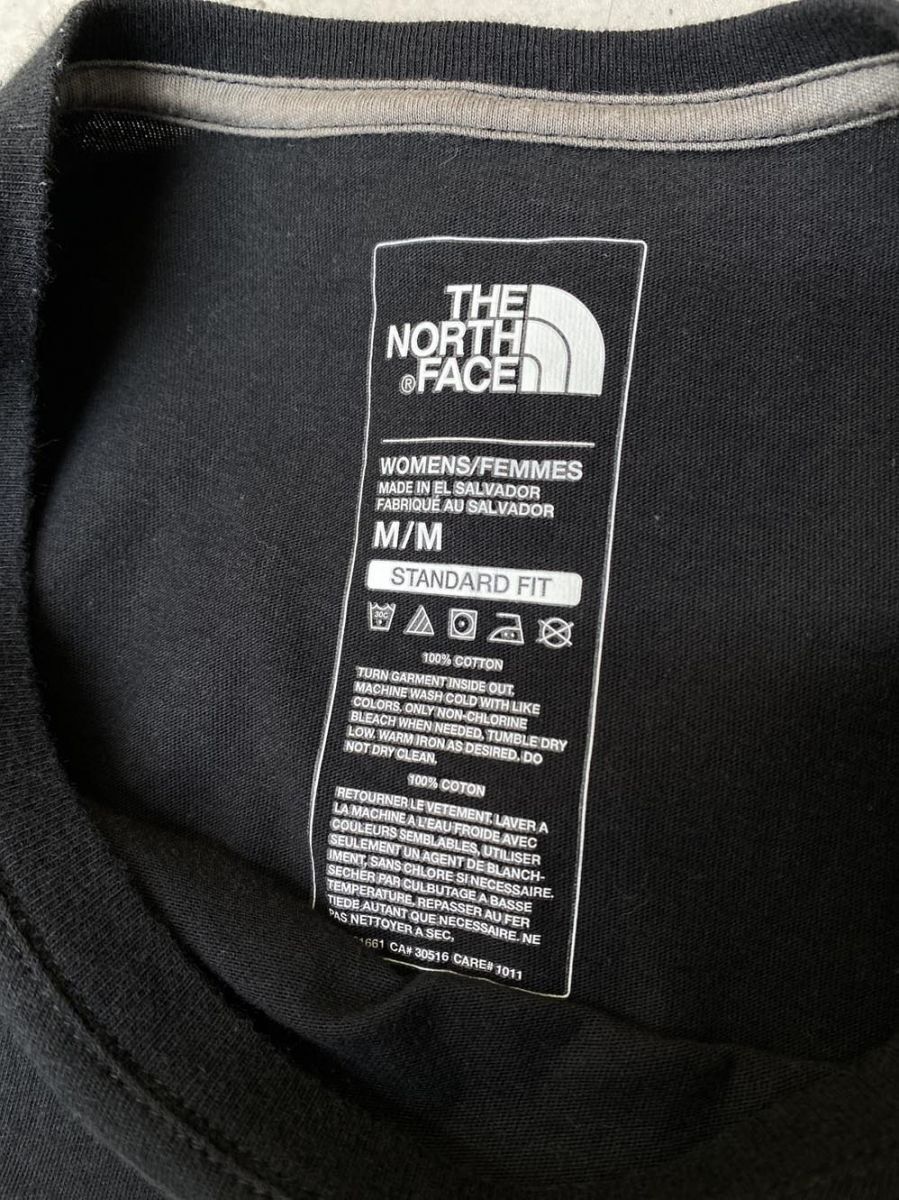 THE
NORTH
®FACE
WOMENS/FEMMES
MADE IN EL SALVADOR
FABRIQUÉ AU SALVADOR
M/M
STANDARD FIT
30C
100% COTTON
TURN GARMENT INSIDE OUT.
MACHINE WASH COLD WITH LIKE
COLORS. ONLY NON-CHLORINE
BLEACH WHEN NEEDED. TUMBLE DRY
LOW. WARM IRON AS DESIRED. DO
NOT DRY CLEAN.
100% COTON
RETOURNER LE VETEMENT. LAVER A
LA MACHINE A L'EAU FROIDE AVEC
COULEURS SEMBLABLES, UTILISER
SEULEMENT UN AGENT DE BLANCH-
IMENT, SANS CHLORE SI NECESSAIRE.
SECHER PAR CULBUTAGE A BASSE
TEMPERATURE. REPASSER AU FER
TIEDE AUTANT QUE NECESSAIRE. NE
PAS NETTOYER A SEC.
1661 CA# 30516 CARE# 1011